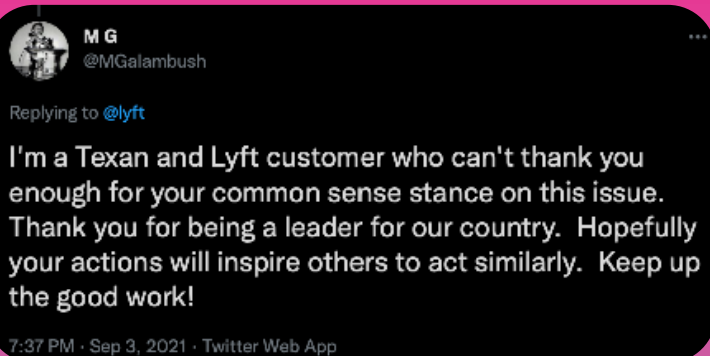 M G
@MGalambush
Replying to @lyft
I'm a Texan and Lyft customer who can't thank you
enough for your common sense stance on this issue.
Thank you for being a leader for our country.  Hopefully
your actions will inspire others to act similarly.  Keep up
the good work!
7:37 PM · Sep 3, 2021 · Twitter Web App